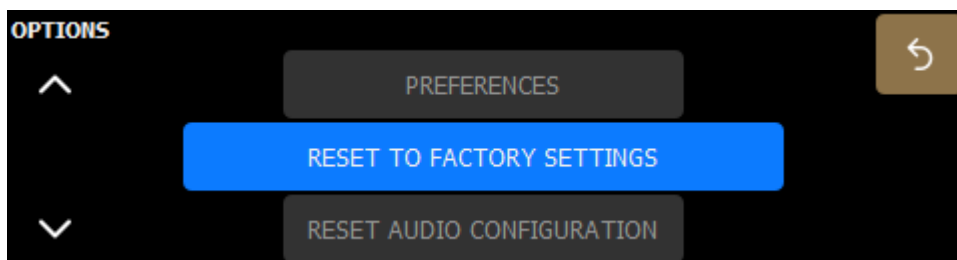 OPTIONS
PREFERENCES
RESET TO FACTORY SETTINGS
RESET AUDIO CONFIGURATION